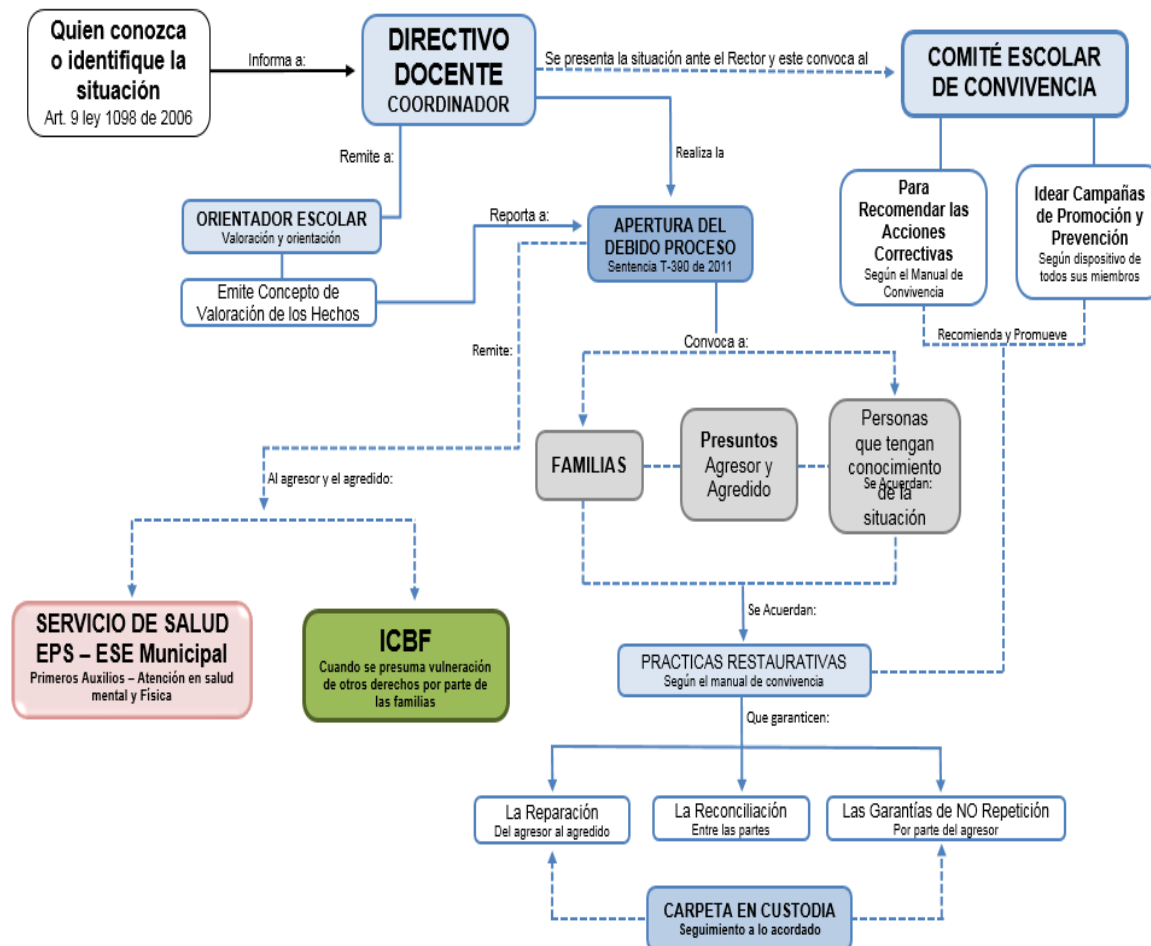 Quien conozca
o identifique la
situación
Art. 9 ley 1098 de 2006
Informa a:
DIRECTIVO
DOCENTE
COORDINADOR
Se presenta la situación ante el Rector y este convoca al
COMITÉ ESCOLAR
DE CONVIVENCIA
Remite a:
Realiza la
Para
Recomendar las
Acciones
Correctivas
Según el Manual de
Convivencia
Idear Campañas
de Promoción y
Prevención
Según dispositivo de
todos sus miembros
ORIENTADOR ESCOLAR
Valoración y orientación
Reporta a:
APERTURA DEL
DEBIDO PROCESO
Sentencia T-390 de 2011
Emite Concepto de
Valoración de los Hechos
Remite:
Convoca a:
Recomienda y Promueve
FAMILIAS
Presuntos
Agresor y
Agredido
Personas
que tengan
conocimiento
de la
situación
Se Acuerdan:
Al agresor y el agredido:
SERVICIO DE SALUD
EPS – ESE Municipal
Primeros Auxilios – Atención en salud
mental y Física
ICBF
Cuando se presuma vulneración
de otros derechos por parte de
las familias
Se Acuerdan:
PRACTICAS RESTAURATIVAS
Según el manual de convivencia
Que garanticen:
La Reparación
Del agresor al agredido
La Reconciliación
Entre las partes
Las Garantías de NO Repetición
Por parte del agresor
CARPETA EN CUSTODIA
Seguimiento a lo acordado